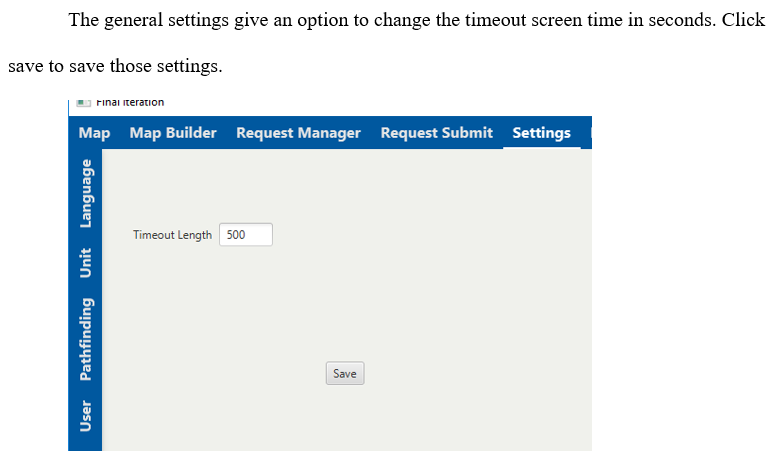 The general settings give an option to change the timeout screen time in seconds. Click
save to save those settings.
Final Iteration
Map Map Builder Request Manager Request Submit Settings
Language
Unit
Pathfinding
User
Timeout Length 500
Save